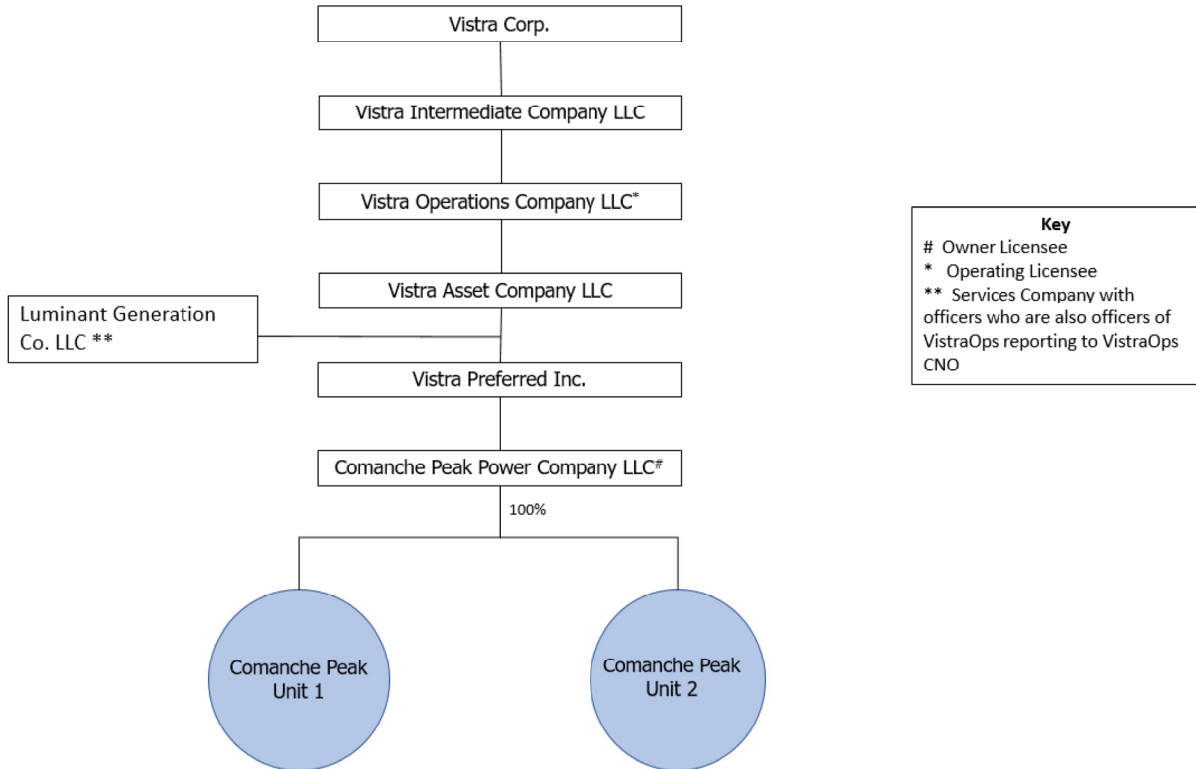 Vistra Corp.
Vistra Intermediate Company LLC
Vistra Operations Company LLC*
Vistra Asset Company LLC
Luminant Generation
Co. LLC **
Vistra Preferred Inc.
Comanche Peak Power Company LLC#
100%
Comanche Peak
Unit 1
Comanche Peak
Unit 2
Key
# Owner Licensee
* Operating Licensee
** Services Company with
officers who are also officers of
VistraOps reporting to VistraOps
CNO